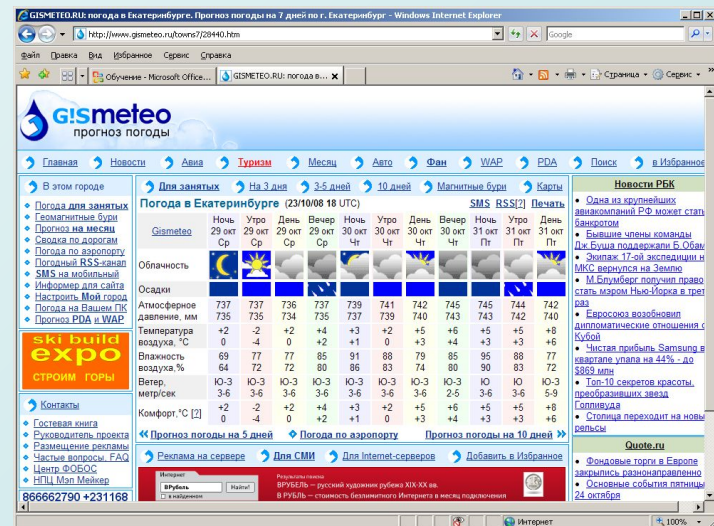 GISMETEO.RU: погода в Екатеринбурге. Прогноз погоды на 7 дней по г. Екатеринбург - Windows Internet Explorer
http://www.gismeteo.ru/towns7/28440.htm
Google
Файл Правка Вид Избранное Сервис Справка
Обучение - Microsoft Office...
GISMETEO.RU: погода в...
Страница
Сервис
Gismeteo
прогноз погоды
Главная Новости Авиа Туризм Месяц Авто Фан WAP PDA Поиск в Избранное
В этом городе
Погода для занятых
Геомагнитные бури
Прогноз на месяц
Сводка по дорогам
Погода по аэропорту
Погодный RSS-канал
SMS на мобильный
Информер для сайта
Настроить Мой город
Погода на Вашем ПК
Прогноз PDA и WAP
ski build
expo
СТРОИМ ГОРЫ
Контакты
Гостевая книга
Руководитель проекта
Размещение рекламы
Частые вопросы, FAQ
Центр ФОБОС
НПЦ Мэп Мейкер
866662790 +231168
Для занятых На 3 дня 3-5 дней 10 дней Магнитные бури Карты
Погода в Екатеринбурге (23/10/08 18 UTC) SMS RSS[?] Печать
Gismeteo
Ночь Утро День Вечер Ночь Утро День Вечер Ночь Утро День
29 окт 29 окт 29 окт 29 окт 30 окт 30 окт 30 окт 30 окт 31 окт 31 окт 31 окт
Ср Ср Ср Ср Чт Чт Чт Чт Пт Пт Пт
Облачность
Осадки
Атмосферное 737 737 736 737 739 741 742 745 745 744 742
давление, мм 735 735 734 735 737 739 740 743 743 742 740
Температура +2 -2 +2 +4 +3 +2 +5 +6 +5 +5 +8
воздуха, °C 0 -4 0 +2 +1 0 +3 +4 +3 +3 +6
Влажность 69 77 77 85 91 88 79 85 95 88 77
воздуха,% 64 72 72 80 86 83 74 80 90 83 72
Ветер, Ю-З Ю-З Ю-З Ю-З Ю-З Ю-З Ю-З Ю-З Ю Ю Ю-З
метр/сек 3-6 3-6 3-6 3-6 3-6 3-6 3-6 2-5 3-6 3-6 5-9
Комфорт,°C [?] +2 -2 +2 +4 +3 +2 +5 +6 +5 +5 +8
0 -4 0 +2 +1 0 +3 +4 +3 +3 +6
Прогноз погоды на 5 дней Погода по аэропорту Прогноз погоды на 10 дней
Реклама на сервере Для СМИ Для Internet-серверов Добавить в Избранное
Интернет
ВРубель
Найти!
в найденном
Результаты поиска
ВРУБЕЛЬ — русский художник рубежа XIX-XX вв.
В РУБЛЬ — стоимость безлимитного Интернета в месяц подключения
Новости РБК
Одна из крупнейших
авиакомпаний РФ может стать
банкротом
Бывшие члены команды
Дж.Буша поддержали Б.Обам
Экипаж 17-ой экспедиции н
МКС вернулся на Землю
М.Блумберг получил право
стать мэром Нью-Йорка в трет
раз
Евросоюз возобновил
дипломатические отношения с
Кубой
Чистая прибыль Samsung в
квартале упала на 44% - до
$869 млн
Топ-10 секретов красоты,
преобразивших звезд
Голливуда
Столица переходит на новы
рельсы
Quote.ru
Фондовые торги в Европе
закрылись разнонаправленно
Основные события пятницы
24 октября
Интернет
100%